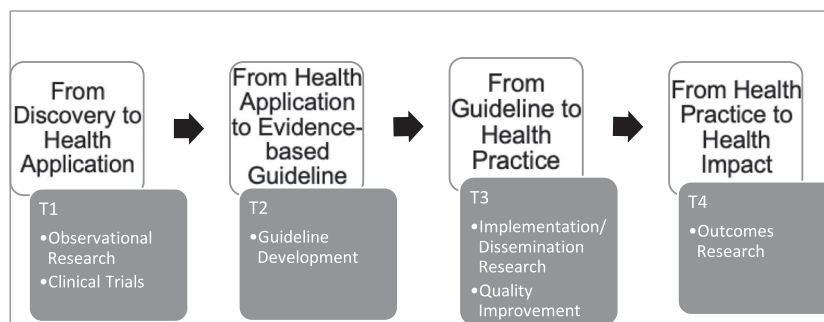 From
Discovery to
Health
Application
T1
•Observational
Research
•Clinical Trials
From Health
Application
to Evidence-
based
Guideline
T2
•Guideline
Development
From
Guideline to
Health
Practice
T3
•Implementation/
Dissemination
Research
•Quality
Improvement
From Health
Practice to
Health
Impact
T4
•Outcomes
Research